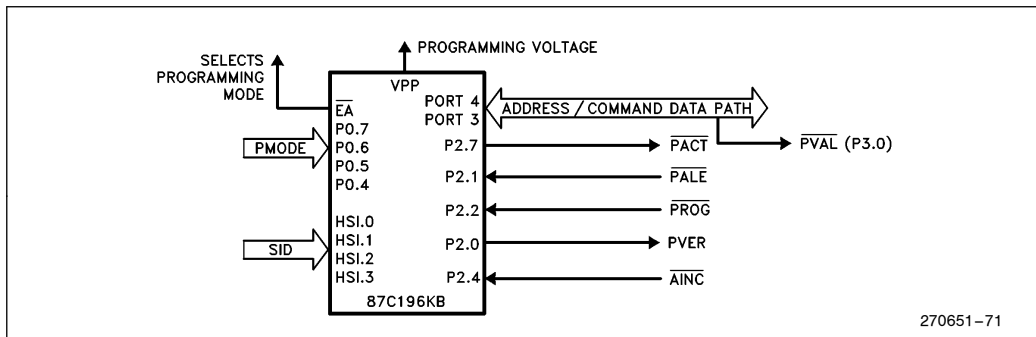 PROGRAMMING VOLTAGE
SELECTS
PROGRAMMING
MODE
VPP
EA
P0.7
P0.6
P0.5
P0.4
PMODE
HSI.0
HSI.1
HSI.2
HSI.3
SID
PORT 4
PORT 3
ADDRESS / COMMAND DATA PATH
PVAL (P3.0)
P2.7
PACT
P2.1
PALE
P2.2
PROG
P2.0
PVER
P2.4
AINC
87C196KB
270651-71